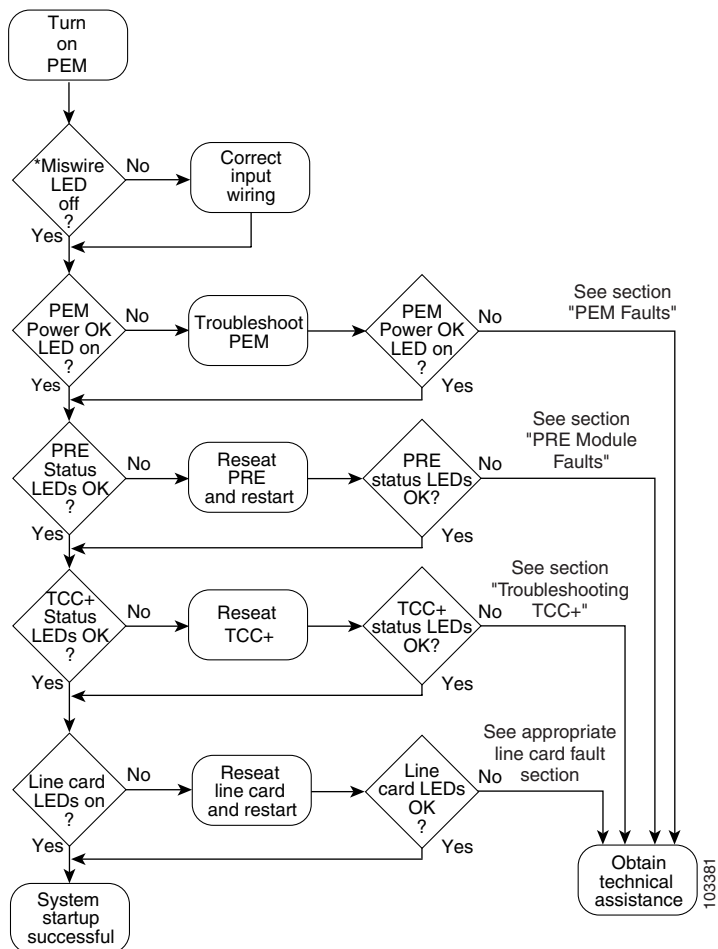 Turn
on
PEM
*Miswire
LED
off
?
No
Yes
Correct
input
wiring
PEM
Power OK
LED on
?
No
Yes
Troubleshoot
PEM
PEM
Power OK
LED on
?
No
Yes
See section
"PEM Faults"
PRE
Status
LEDs OK
?
No
Yes
Reseat
PRE
and restart
PRE
status LEDs
OK?
No
Yes
See section
"PRE Module
Faults"
TCC+
Status
LEDs OK
?
No
Yes
Reseat
TCC+
TCC+
status LEDs
OK?
No
Yes
See section
"Troubleshooting
TCC+"
Line card
LEDs on
?
No
Yes
Reseat
line card
and restart
Line
card LEDs
OK
?
No
Yes
See appropriate
line card fault
section
System
startup
successful
Obtain
technical
assistance
103381